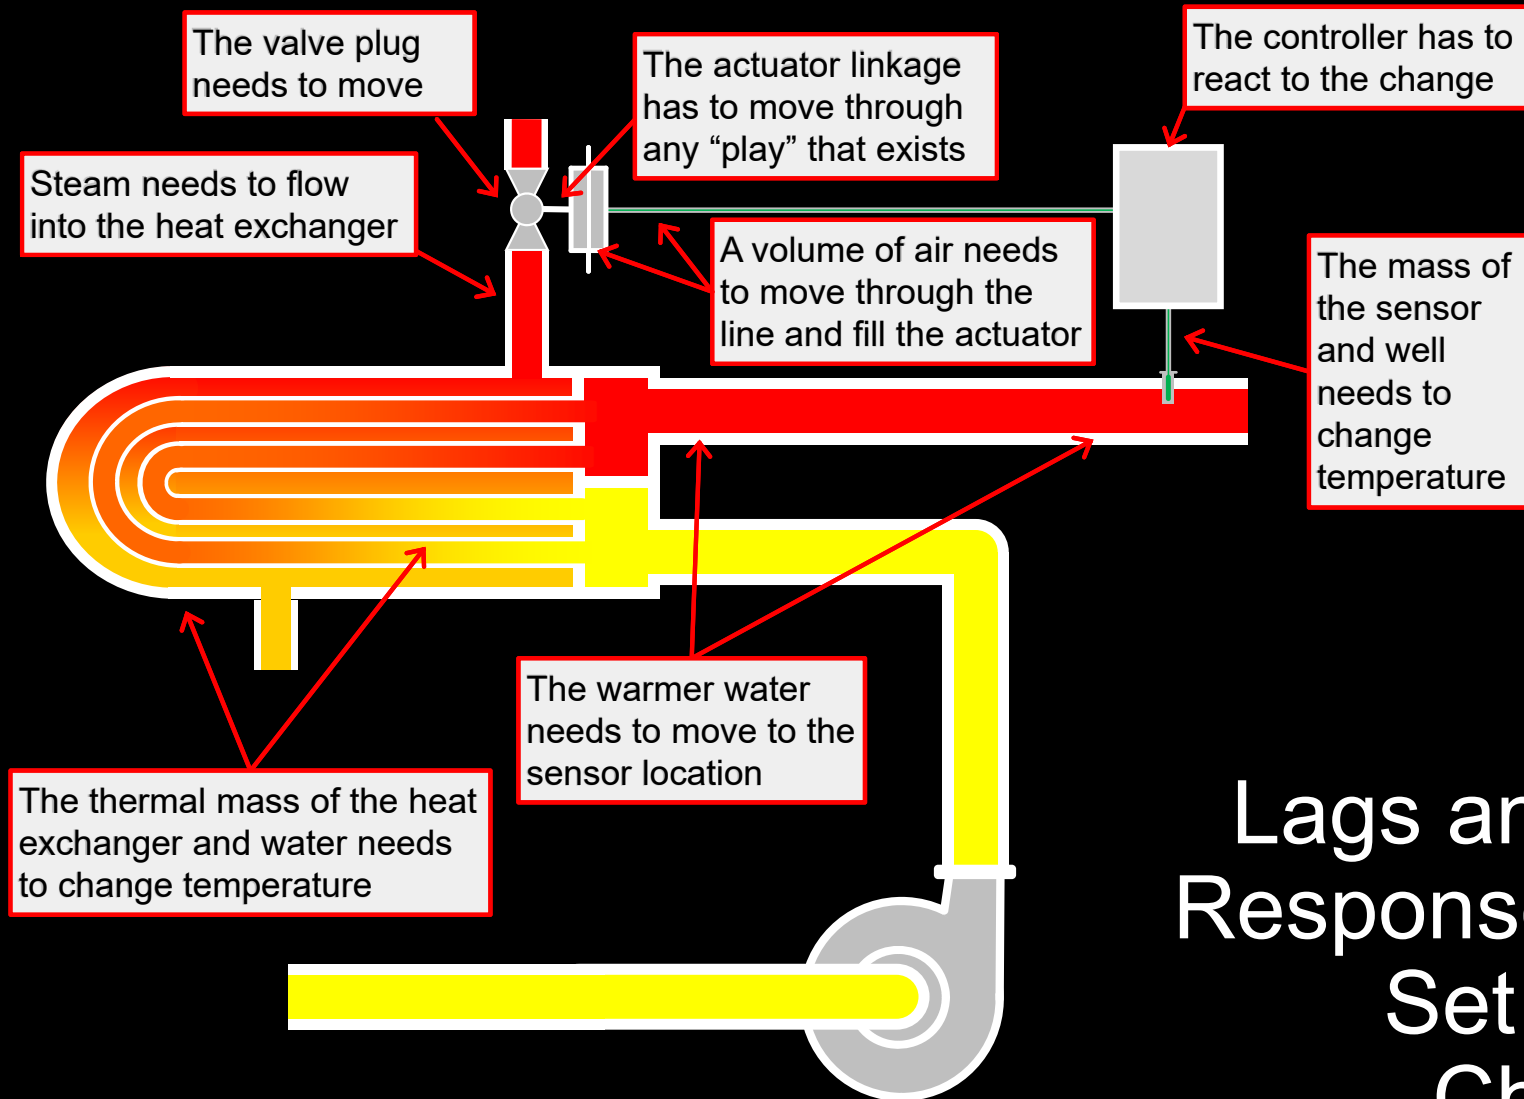 The valve plug
needs to move
The actuator linkage
has to move through
any “play” that exists
The controller has to
react to the change
Steam needs to flow
into the heat exchanger
A volume of air needs
to move through the
line and fill the actuator
The mass of
the sensor
and well
needs to
change
temperature
The warmer water
needs to move to the
sensor location
The thermal mass of the heat
exchanger and water needs
to change temperature
Lags
Response
Set